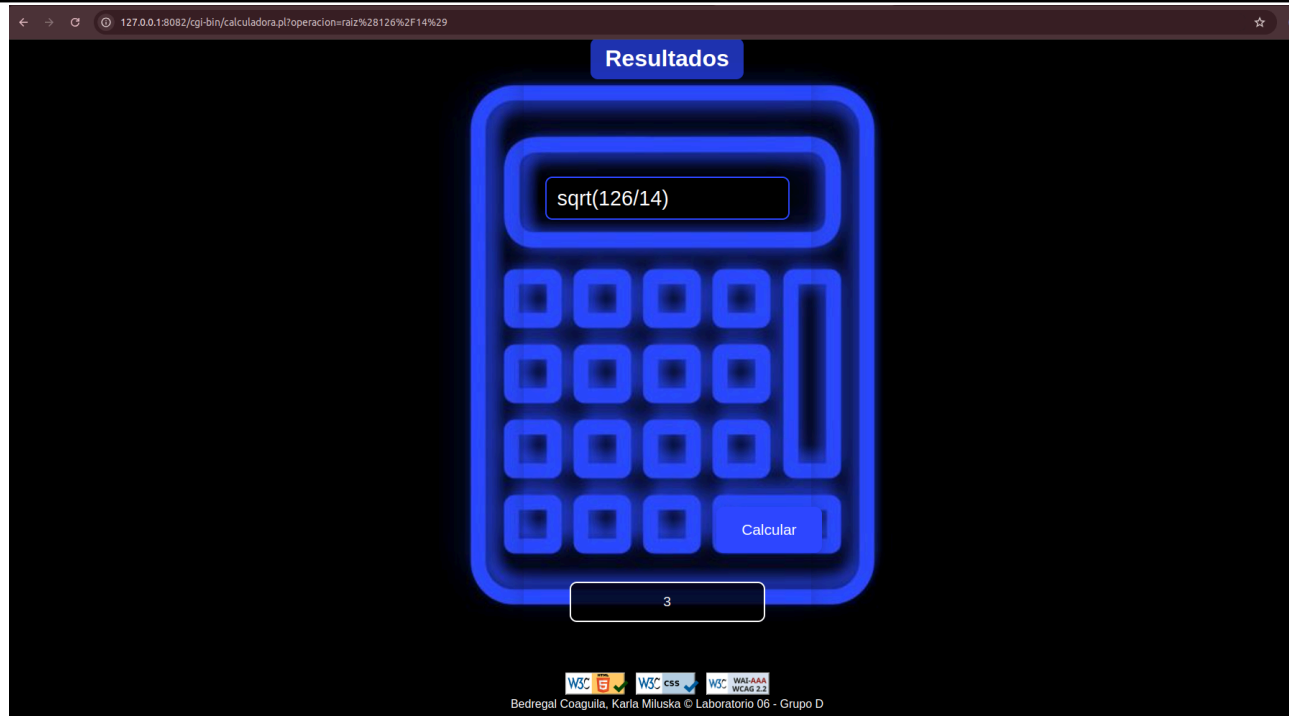 127.0.0.1:8082/cgi-bin/calculadora.pl?operacion=raiz%28126%2F14%29
Resultados
sqrt(126/14)
Calcular
3
W3C HTML 5 W3C css W3C WAI-AAA WCAG 2.2
Bedregal Coaguila, Karla Miluska © Laboratorio 06 - Grupo D